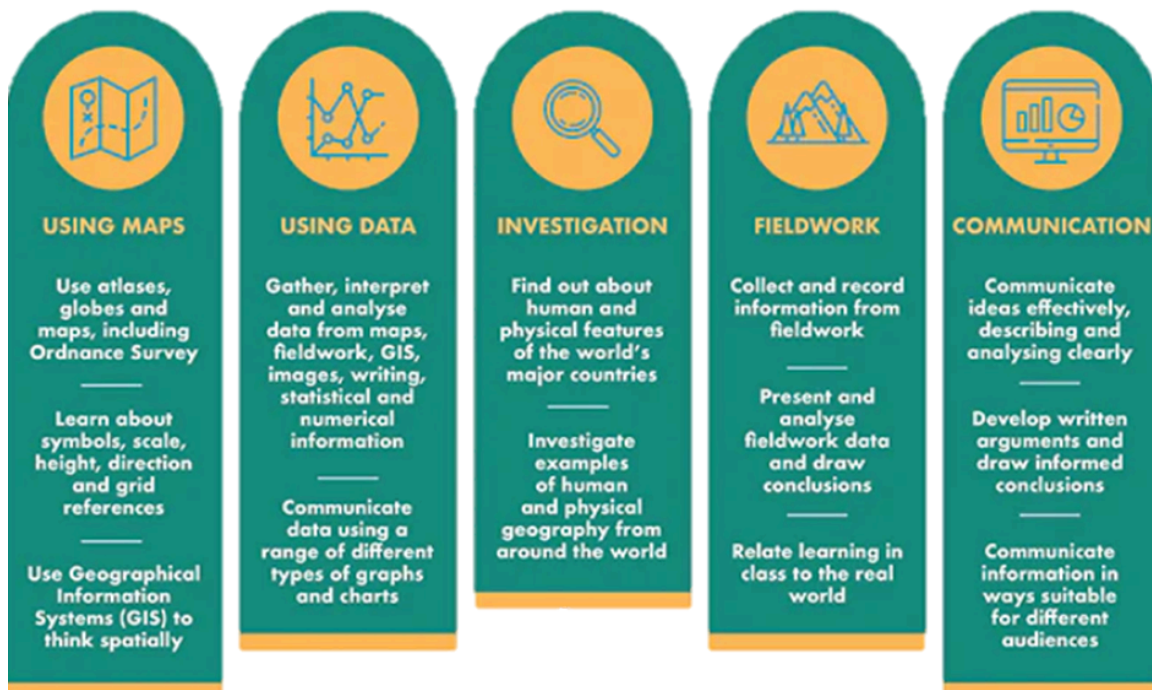 USING MAPS
Use atlases,
globes and
maps, including
Ordnance Survey
Learn about
symbols, scale,
height, direction
and grid
references
Use Geographical
Information
Systems (GIS) to
think spatially
USING DATA
Gather, interpret
and analyse
data from maps,
fieldwork, GIS,
images, writing,
statistical and
numerical
information
Communicate
data using a
range of different
types of graphs
and charts
INVESTIGATION
Find out about
human and
physical features
of the world's
major countries
Investigate
examples
of human
and physical
geography from
around the world
FIELDWORK
Collect and record
information from
fieldwork
Present and
analyse
fieldwork data
and draw
conclusions
Relate learning in
class to the real
world
COMMUNICATION
Communicate
ideas effectively,
describing and
analysing clearly
Develop written
arguments and
draw informed
conclusions
Communicate
information in
ways suitable
for different
audiences